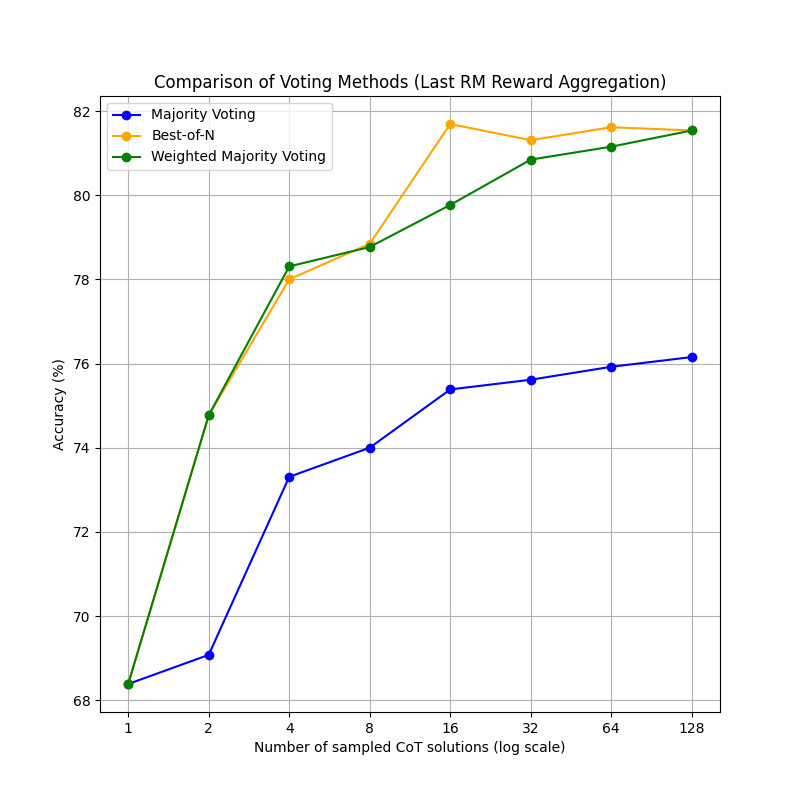 Comparison of Voting Methods (Last RM Reward Aggregation)
Majority Voting
Best-of-N
Weighted Majority Voting
82
80
78
76
74
72
70
68
Accuracy (%)
1 2 4 8 16 32 64 128
Number of sampled CoT solutions (log scale)